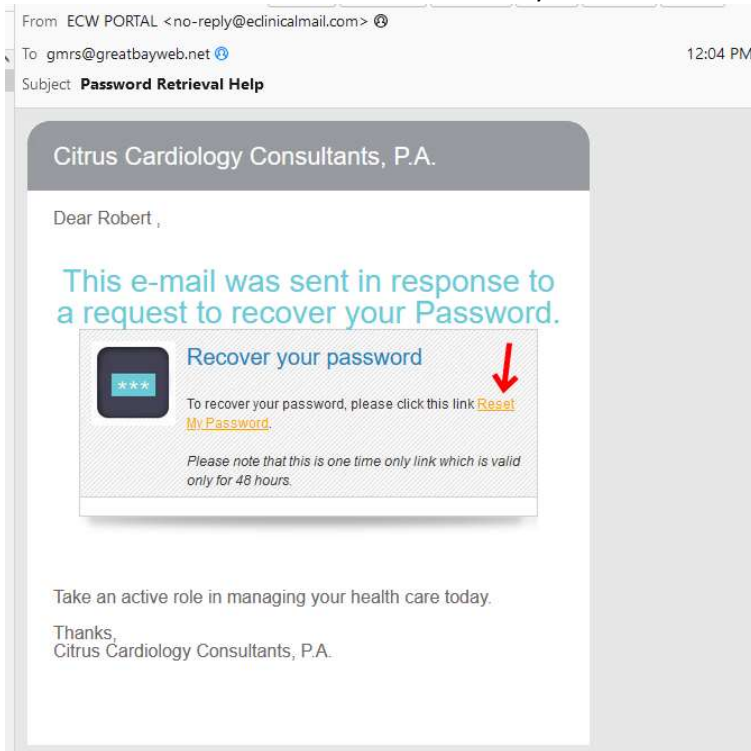 From ECW PORTAL <no-reply@eclinicalmail.com>
To gmrs@greatbayweb.net
12:04 PM
Subject Password Retrieval Help
Citrus Cardiology Consultants, P.A.
Dear Robert ,
This e-mail was sent in response to
a request to recover your Password.
***
Recover your password
To recover your password, please click this link Reset
My Password.
Please note that this is one time only link which is valid
only for 48 hours.
Take an active role in managing your health care today.
Thanks,
Citrus Cardiology Consultants, P.A.